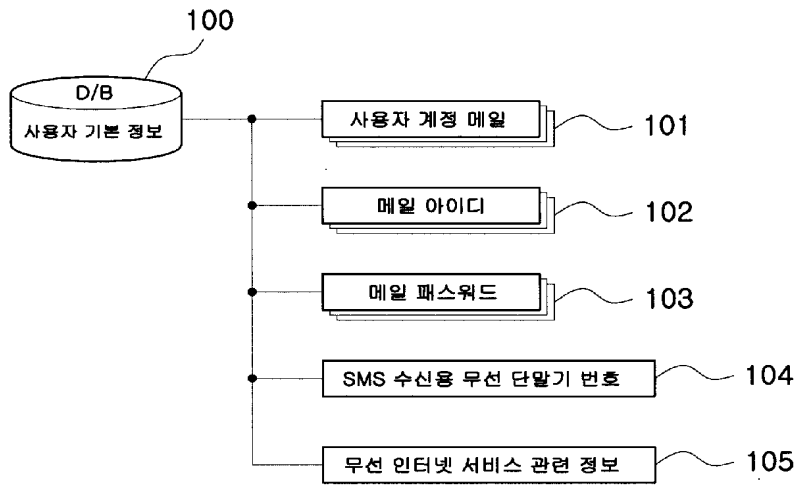 100
D/B
사용자 기본 정보
사용자 계정 메일
101
메일 아이디
102
메일 패스워드
103
SMS 수신용 무선 단말기 번호
104
무선 인터넷 서비스 관련 정보
105